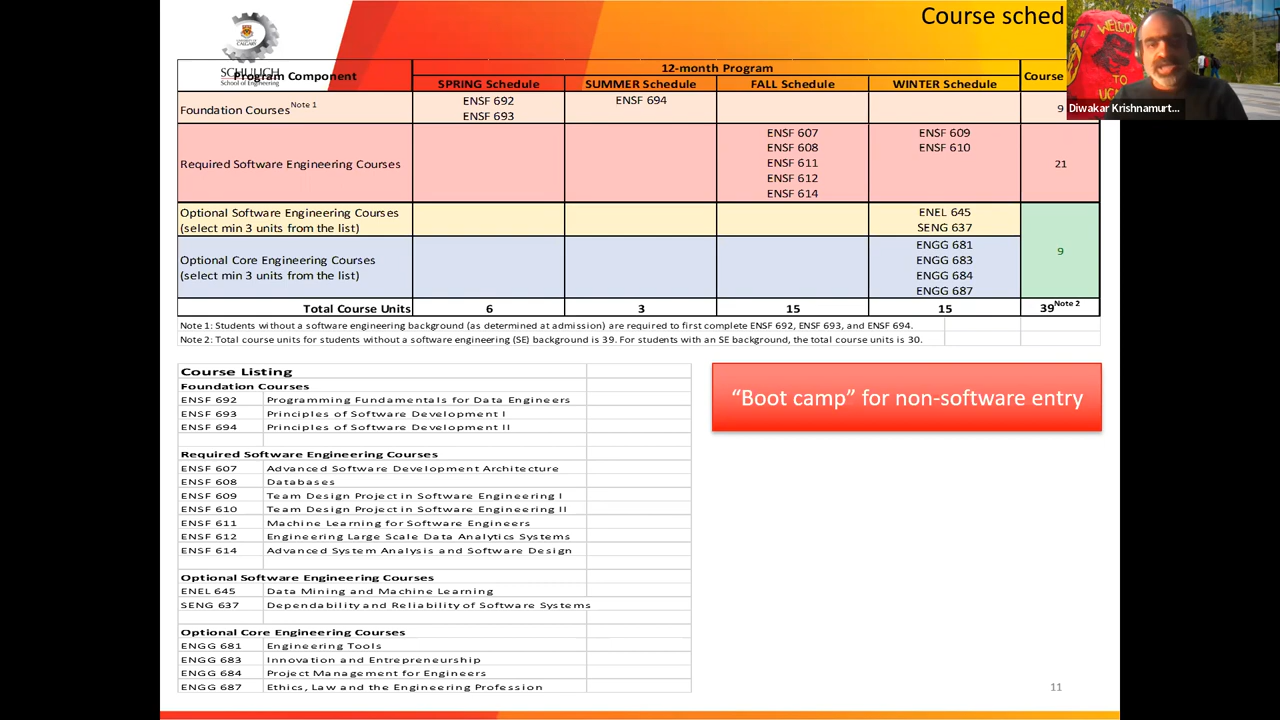 Course sched
UNIVERSITY OF
CALGARY
SCHULICH
School of Engineering
WELCOME
TO
Diwakar Krishnamurt...
Program Component
12-month Program
Course
SPRING Schedule
SUMMER Schedule
FALL Schedule
WINTER Schedule
Foundation Courses Note 1
ENSF 692
ENSF 693
ENSF 694
9
Required Software Engineering Courses
ENSF 607
ENSF 608
ENSF 611
ENSF 612
ENSF 614
ENSF 609
ENSF 610
21
Optional Software Engineering Courses
(select min 3 units from the list)
ENEL 645
SENG 637
9
Optional Core Engineering Courses
(select min 3 units from the list)
ENGG 681
ENGG 683
ENGG 684
ENGG 687
Total Course Units
6
3
15
15
39 Note 2
Note 1: Students without a software engineering background (as determined at admission) are required to first complete ENSF 692, ENSF 693, and ENSF 694.
Note 2: Total course units for students without a software engineering (SE) background is 39. For students with an SE background, the total course units is 30.
Course Listing
Foundation Courses
ENSF 692 Programming Fundamentals for Data Engineers
ENSF 693 Principles of Software Development I
ENSF 694 Principles of Software Development II
Required Software Engineering Courses
ENSF 607 Advanced Software Development Architecture
ENSF 608 Databases
ENSF 609 Team Design Project in Software Engineering I
ENSF 610 Team Design Project in Software Engineering II
ENSF 611 Machine Learning for Software Engineers
ENSF 612 Engineering Large Scale Data Analytics Systems
ENSF 614 Advanced System Analysis and Software Design
Optional Software Engineering Courses
ENEL 645 Data Mining and Machine Learning
SENG 637 Dependability and Reliability of Software Systems
Optional Core Engineering Courses
ENGG 681 Engineering Tools
ENGG 683 Innovation and Entrepreneurship
ENGG 684 Project Management for Engineers
ENGG 687 Ethics, Law and the Engineering Profession
“Boot camp” for non-software entry
11